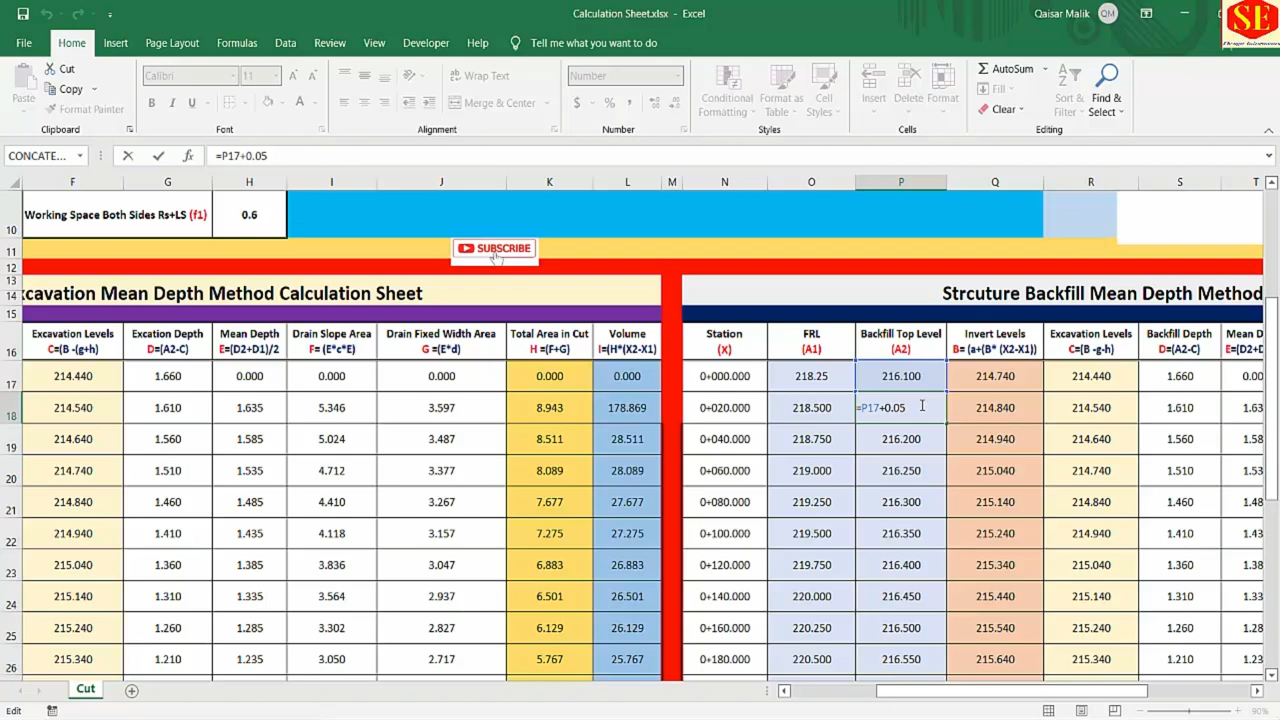 Calculation Sheet.xlsx - Excel
Qaisar Malik QM
SE
File Home Insert Page Layout Formulas Data Review View Developer Help Tell me what you want to do
Paste
Cut
Copy
Format Painter
Clipboard
Calibri 11
B I U
Font
Wrap Text
Merge & Center
Alignment
Number
$ % ,
Number
Conditional Formatting
Format as Table
Cell Styles
Styles
Insert Delete Format
Cells
AutoSum
Fill
Clear
Sort & Filter
Find & Select
Editing
CONCATE... fx =P17+0.05
F G H I J K L M N O P Q R S T
10 Working Space Both Sides Rs+LS (f1) 0.6
11 SUBSCRIBE
12
13
14 cavation Mean Depth Method Calculation Sheet Strcuture Backfill Mean Depth Method
15
Excavation Levels Excation Depth Mean Depth Drain Slope Area Drain Fixed Width Area Total Area in Cut Volume Station FRL Backfill Top Level Invert Levels Excavation Levels Backfill Depth Mean D
16 C=(B -(g+h) D=(A2-C) E=(D2+D1)/2 F= (E*c*E) G =(E*d) H =(F+G) I=(H*(X2-X1) (X) (A1) (A2) B= (a+(B* (X2-X1)) C=(B -g-h) D=(A2-C) E=(D2+D
17 214.440 1.660 0.000 0.000 0.000 0.000 0.000 0+000.000 218.25 216.100 214.740 214.440 1.660 0.00
18 214.540 1.610 1.635 5.346 3.597 8.943 178.869 0+020.000 218.500 =P17+0.05 214.840 214.540 1.610 1.63
19 214.640 1.560 1.585 5.024 3.487 8.511 28.511 0+040.000 218.750 216.200 214.940 214.640 1.560 1.58
20 214.740 1.510 1.535 4.712 3.377 8.089 28.089 0+060.000 219.000 216.250 215.040 214.740 1.510 1.53
21 214.840 1.460 1.485 4.410 3.267 7.677 27.677 0+080.000 219.250 216.300 215.140 214.840 1.460 1.48
22 214.940 1.410 1.435 4.118 3.157 7.275 27.275 0+100.000 219.500 216.350 215.240 214.940 1.410 1.43
23 215.040 1.360 1.385 3.836 3.047 6.883 26.883 0+120.000 219.750 216.400 215.340 215.040 1.360 1.38
24 215.140 1.310 1.335 3.564 2.937 6.501 26.501 0+140.000 220.000 216.450 215.440 215.140 1.310 1.33
25 215.240 1.260 1.285 3.302 2.827 6.129 26.129 0+160.000 220.250 216.500 215.540 215.240 1.260 1.28
26 215.340 1.210 1.235 3.050 2.717 5.767 25.767 0+180.000 220.500 216.550 215.640 215.340 1.210 1.23
Cut
Edit 90%